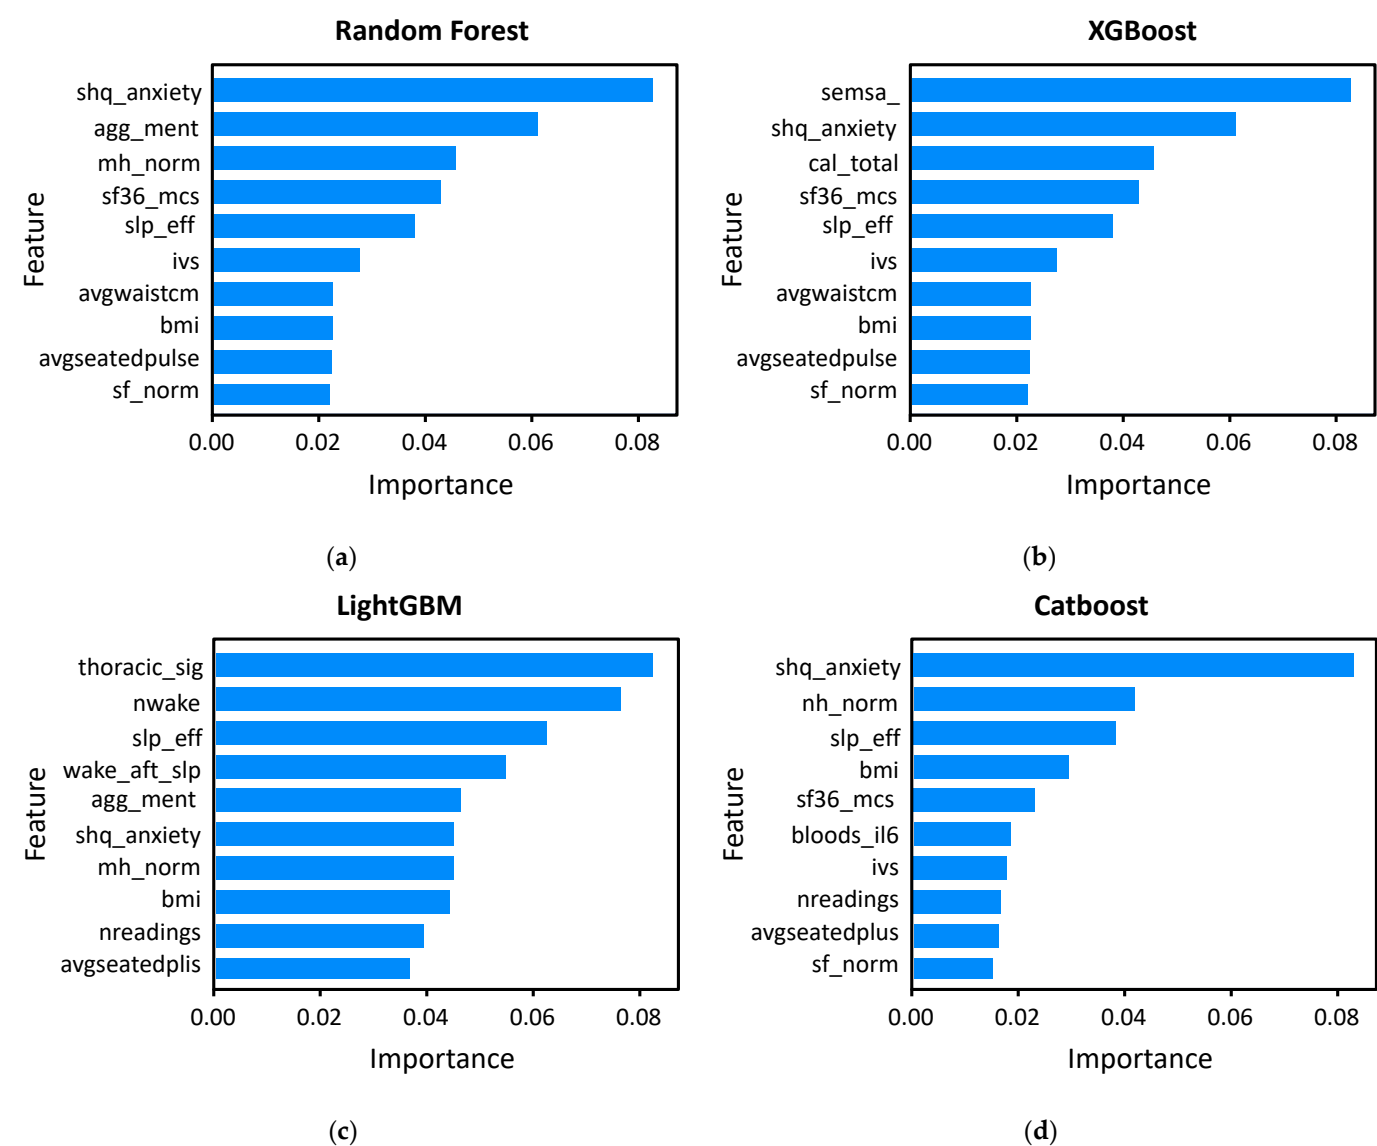 Random Forest
Feature
shq_anxiety
agg_ment
mh_norm
sf36_mcs
slp_eff
ivs
avgwaistcm
bmi
avgseatedpulse
sf_norm
0.00 0.02 0.04 0.06 0.08
Importance
(a)
XGBoost
Feature
semsa_
shq_anxiety
cal_total
sf36_mcs
slp_eff
ivs
avgwaistcm
bmi
avgseatedpulse
sf_norm
0.00 0.02 0.04 0.06 0.08
Importance
(b)
LightGBM
Feature
thoracic_sig
nwake
slp_eff
wake_aft_slp
agg_ment
shq_anxiety
mh_norm
bmi
nreadings
avgseatedplis
0.00 0.02 0.04 0.06 0.08
Importance
(c)
Catboost
Feature
shq_anxiety
nh_norm
slp_eff
bmi
sf36_mcs
bloods_il6
ivs
nreadings
avgseatedplus
sf_norm
0.00 0.02 0.04 0.06 0.08
Importance
(d)